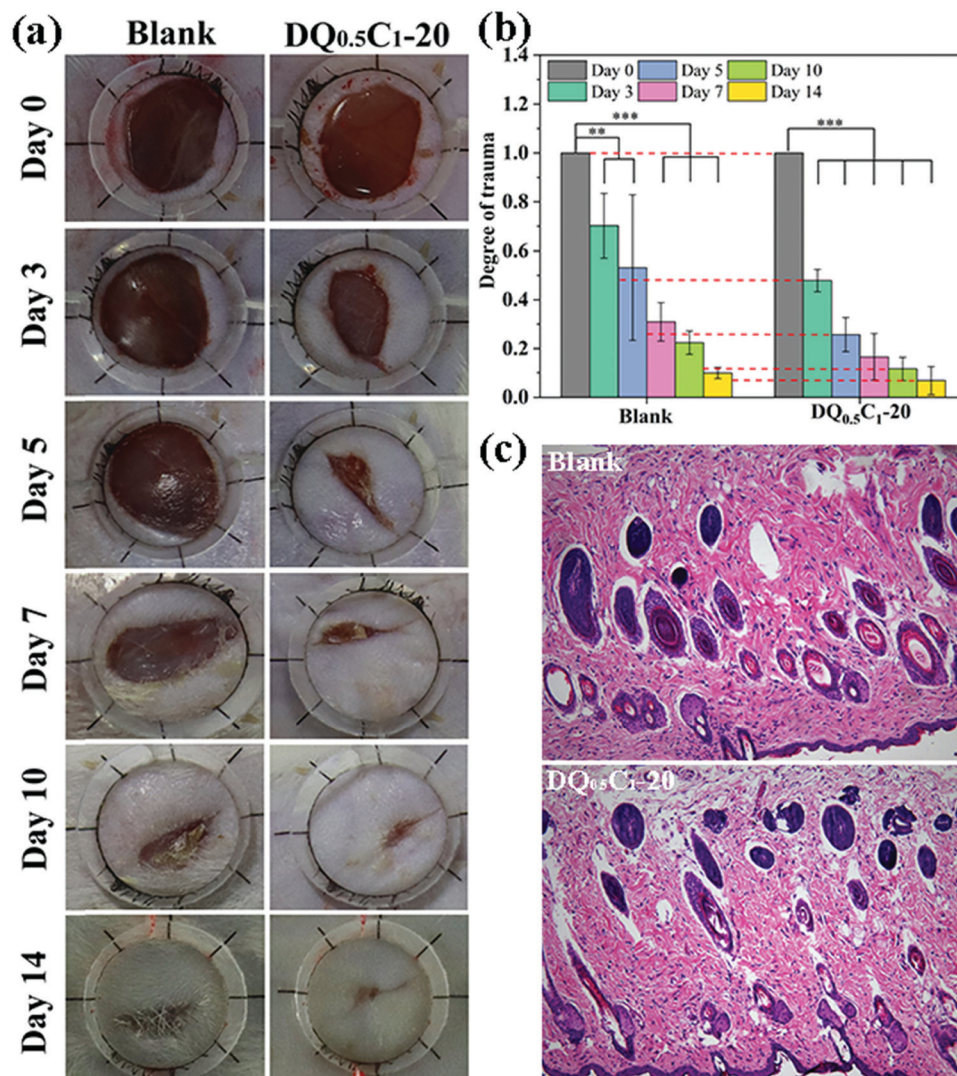 (a)
Blank DQ₀.₅C₁-20
Day 0
Day 3
Day 5
Day 7
Day 10
Day 14
(b)
Degree of trauma
1.4
1.2
1.0
0.8
0.6
0.4
0.2
0.0
Day 0 Day 5 Day 10
Day 3 Day 7 Day 14
** ***
***
Blank DQ₀.₅C₁-20
(c)
Blank
DQ₀.₅C₁-20